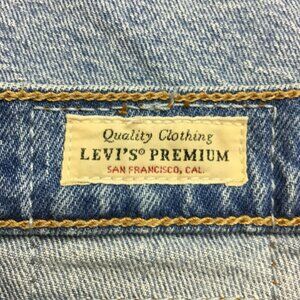 Quality Clothing
LEVI'S® PREMIUM
SAN FRANCISCO, CAL.